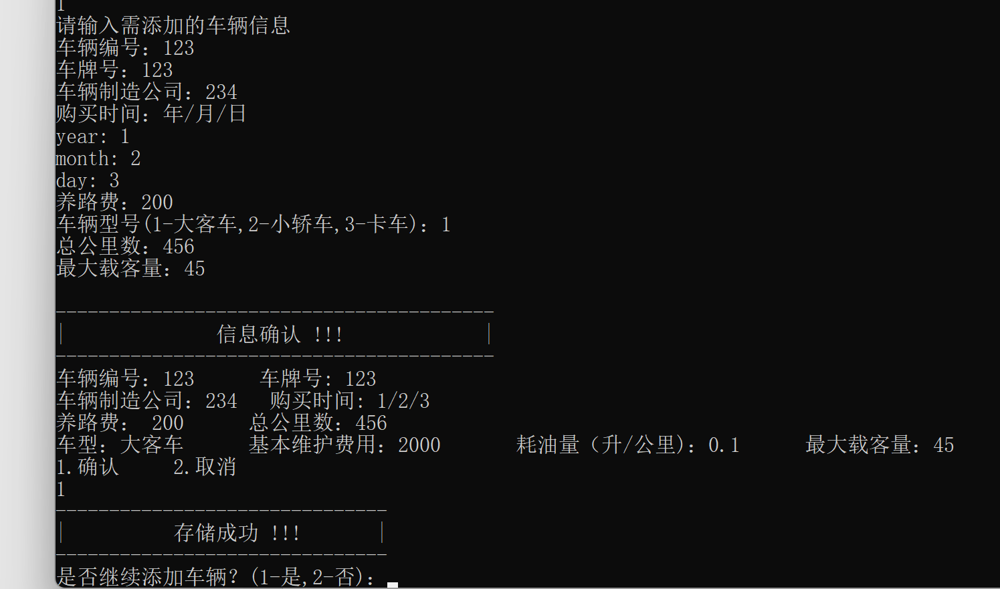 1
请输入需添加的车辆信息
车辆编号：123
车牌号：123
车辆制造公司：234
购买时间：年/月/日
year: 1
month: 2
day: 3
养路费：200
车辆型号(1-大客车,2-小轿车,3-卡车)：1
总公里数：456
最大载客量：45
-----------------------------------------
|              信息确认 !!!             |
-----------------------------------------
车辆编号：123      车牌号: 123
车辆制造公司：234   购买时间: 1/2/3
养路费： 200      总公里数：456
车型：大客车      基本维护费用：2000       耗油量（升/公里)：0.1      最大载客量：45
1.确认     2.取消
1
-------------------------------
|          存储成功 !!!       |
-------------------------------
是否继续添加车辆？(1-是,2-否)：